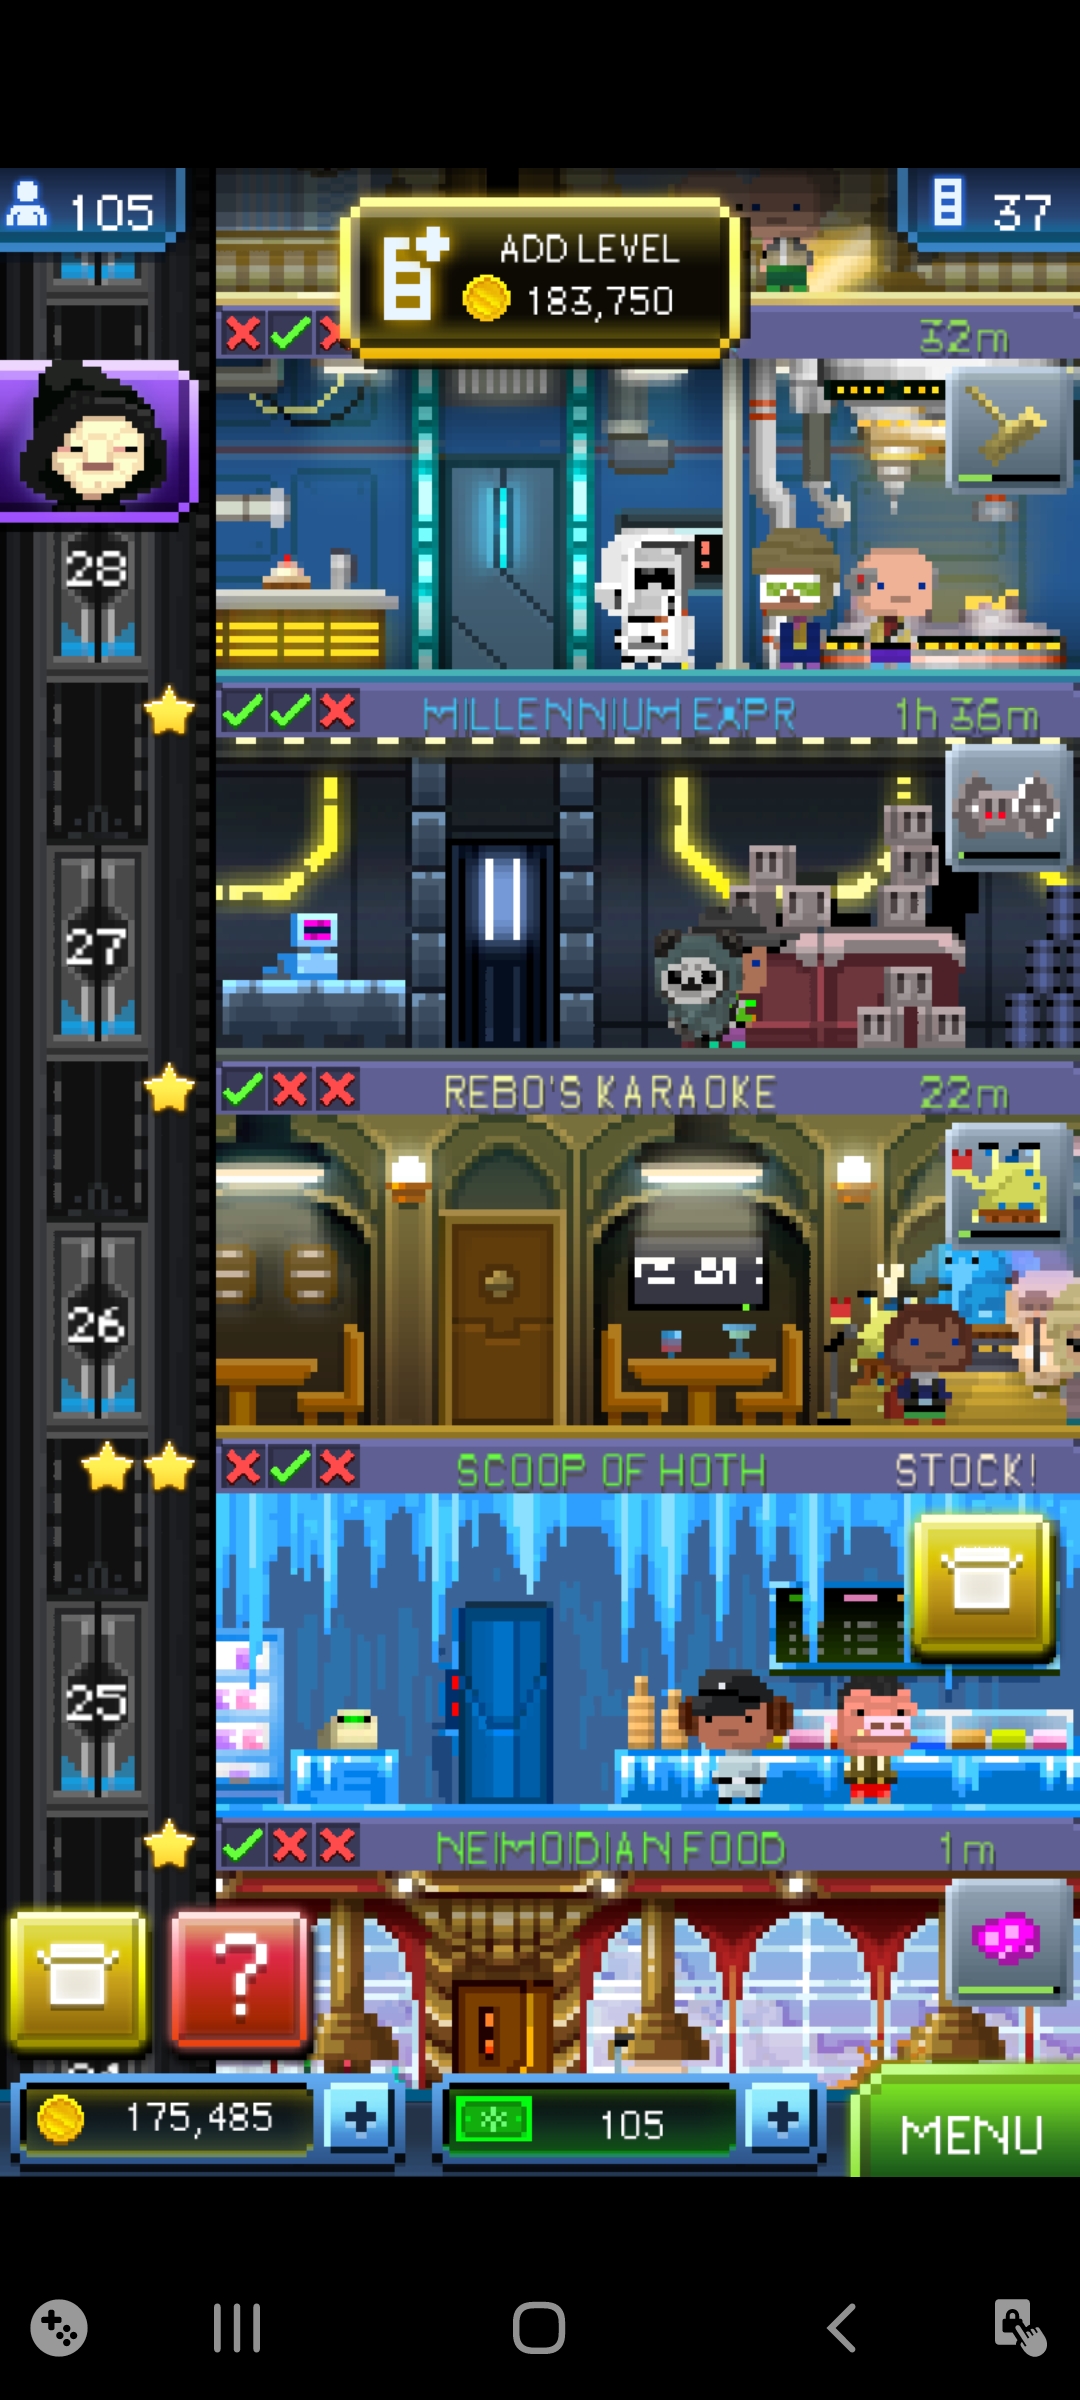 105
37
ADD LEVEL
183,750
32m
28
MILLENNIUM EXPR
1h 36m
27
REBO'S KARAOKE
22m
26
SCOOP OF HOTH
STOCK!
25
NEIMOIDIAN FOOD
1m
?
175,485
+
105
+
MENU